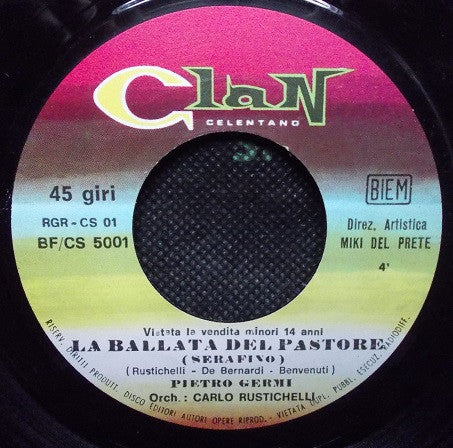 Clan
CELENTANO
45 giri
RGR - CS 01
BF/CS 5001
BIEM
Direz. Artistica
MIKI DEL PRETE
4'
Vietata le vendita minori 14 anni
LA BALLATA DEL PASTORE
(SERAFINO)
(Rustichelli - De Bernardi - Benvenuti)
PIETRO GERMI
Orch.: CARLO RUSTICHELLI
RISERV. DIRITTI PRODUT. DISCO EDITORI AUTORI OPERE RIPROD. - VIETATA DUPL. PUBBL. ESECUZ. RADIODIFF.